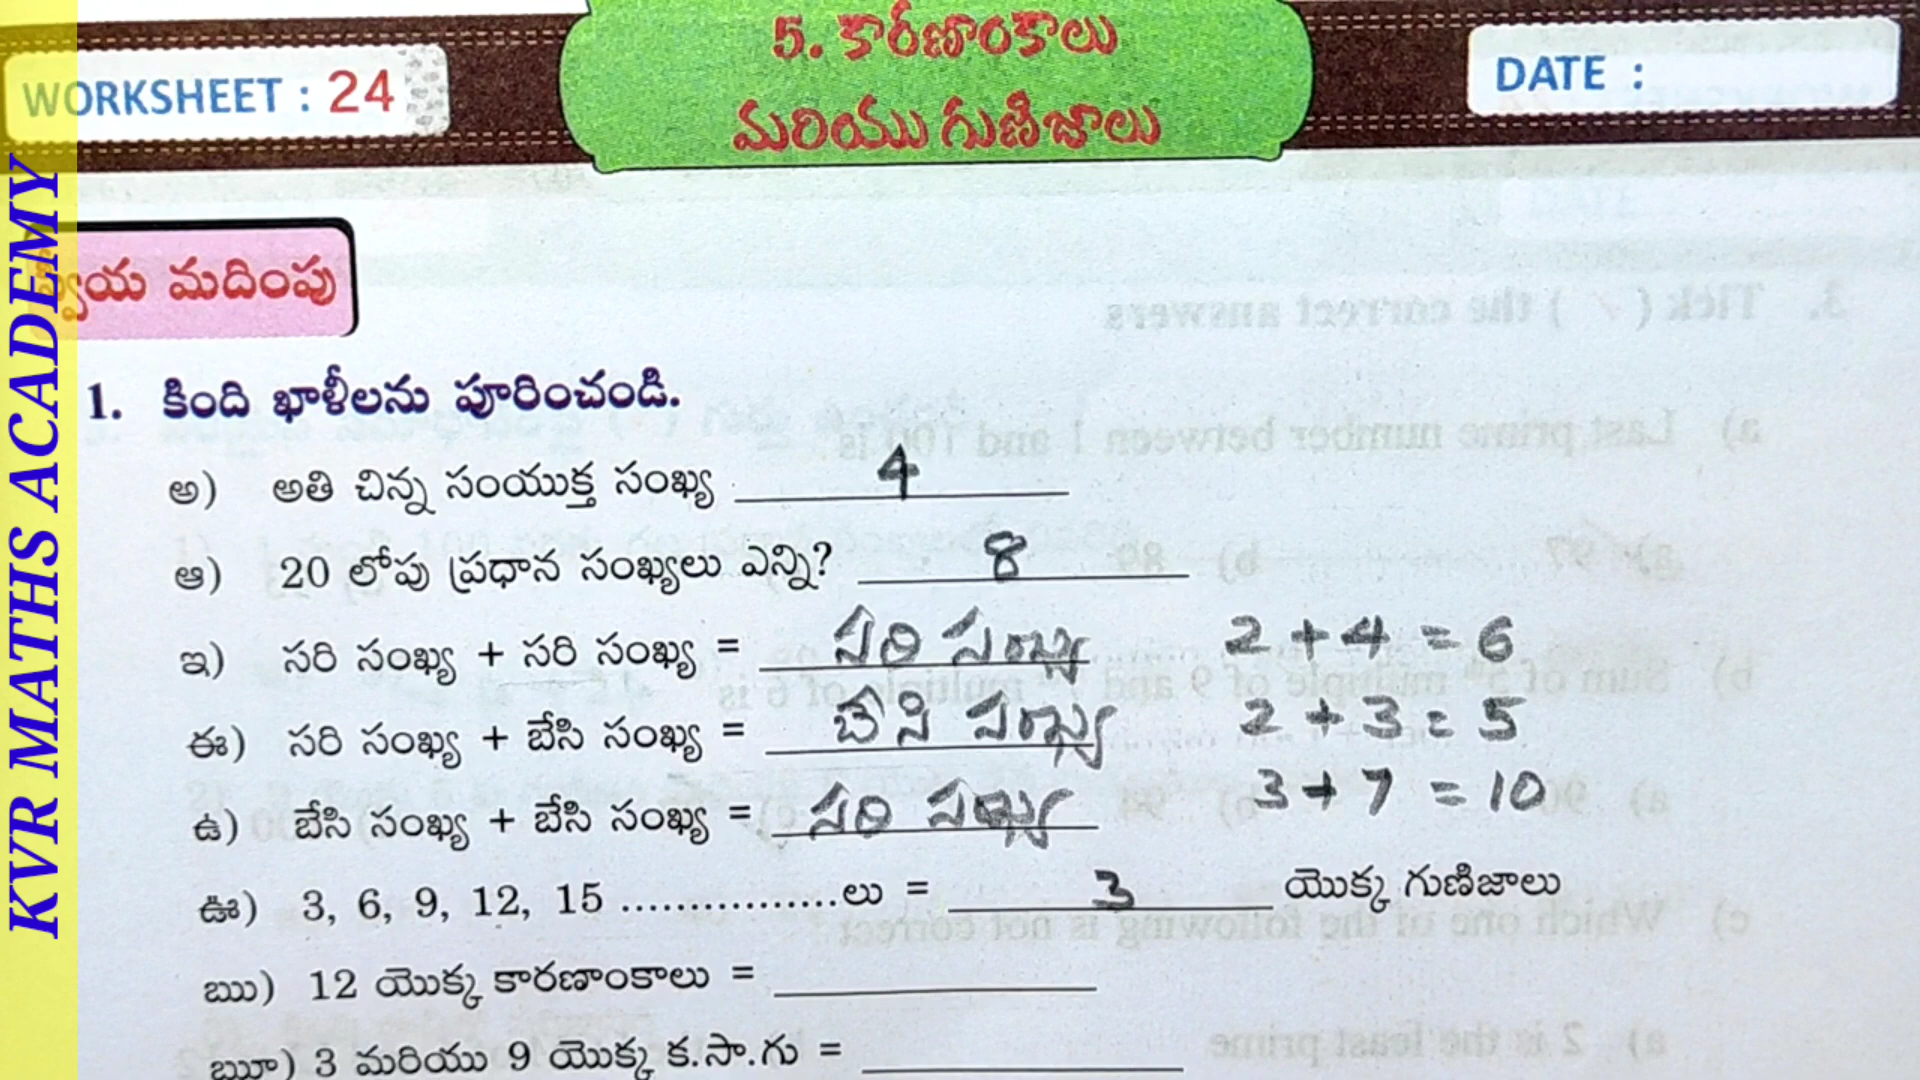 5. కారణాంకాలు
మరియు గుణిజాలు
WORKSHEET : 24
DATE :
KVR MATHS ACADEMY
స్వీయ మదింపు
1. కింది ఖాళీలను పూరించండి.
అ) అతి చిన్న సంయుక్త సంఖ్య 4
ఆ) 20 లోపు ప్రధాన సంఖ్యలు ఎన్ని? 8
ఇ) సరి సంఖ్య + సరి సంఖ్య = సరి సంఖ్య 2 + 4 = 6
ఈ) సరి సంఖ్య + బేసి సంఖ్య = బేసి సంఖ్య 2 + 3 = 5
ఉ) బేసి సంఖ్య + బేసి సంఖ్య = సరి సంఖ్య 3 + 7 = 10
ఊ) 3, 6, 9, 12, 15 ................లు = 3 యొక్క గుణిజాలు
ఋ) 12 యొక్క కారణాంకాలు =
ౠ) 3 మరియు 9 యొక్క క.సా.గు =